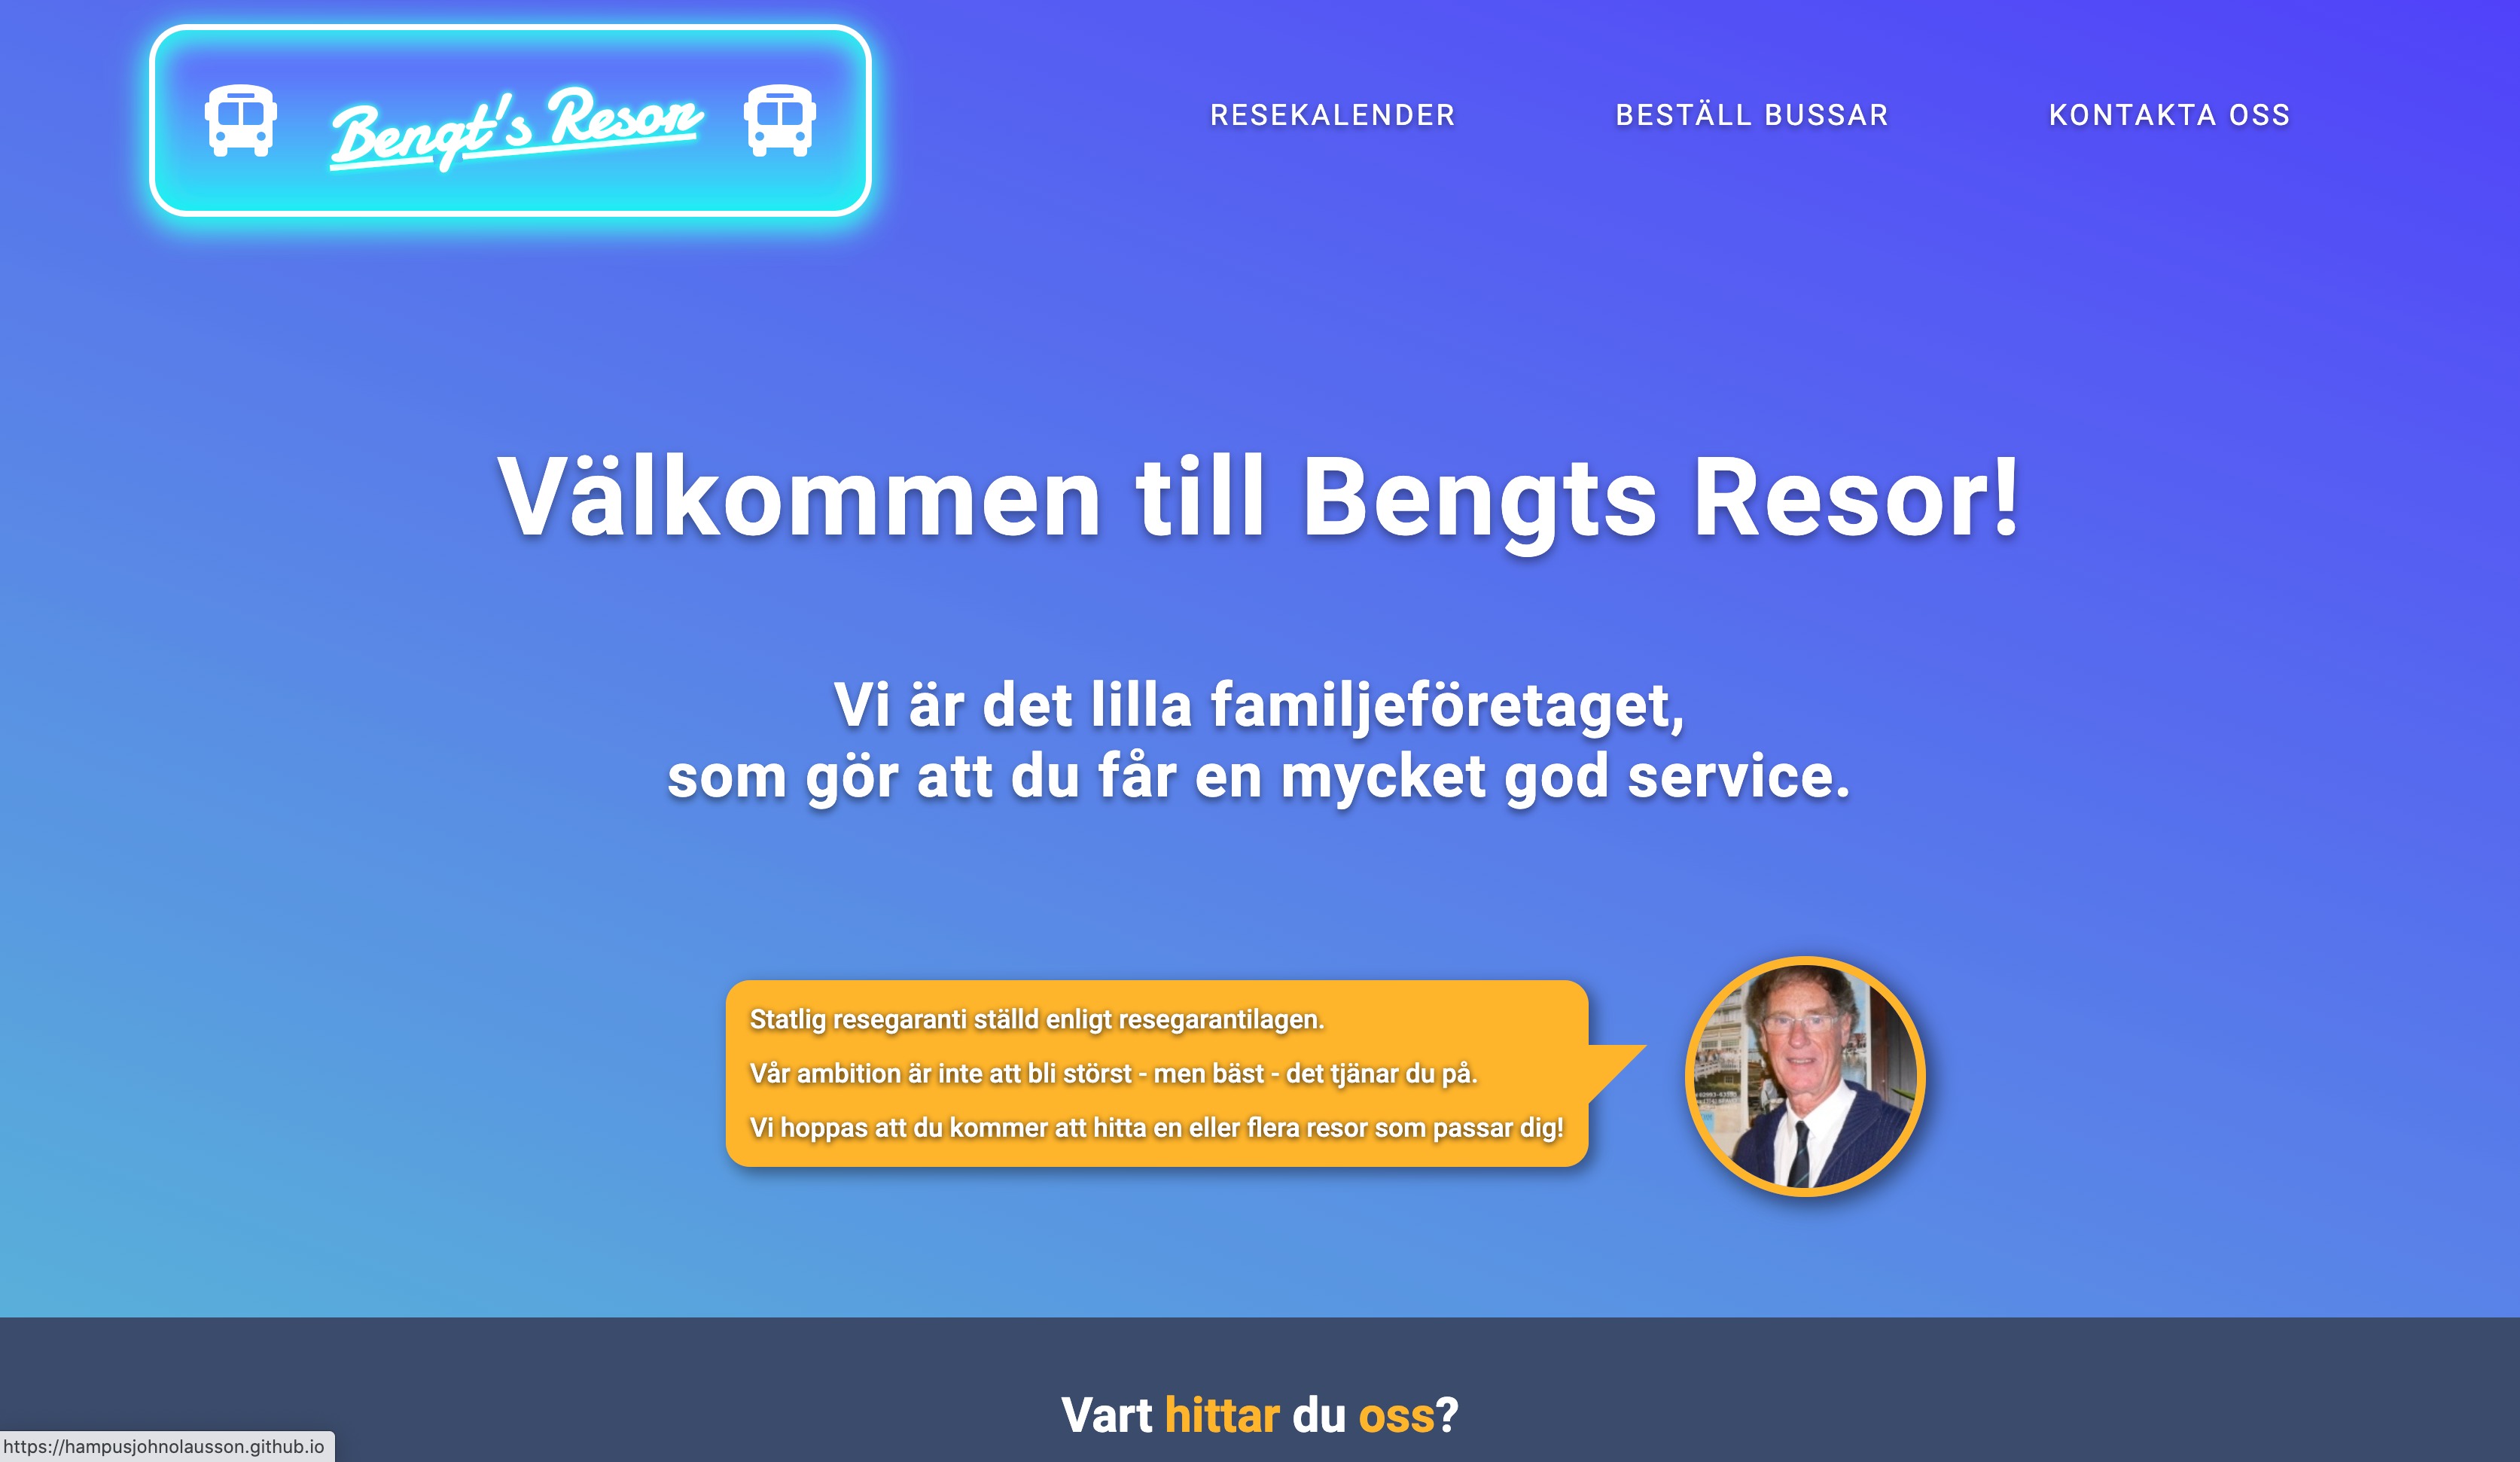 Bengt's Resor
RESEKALENDER
BESTÄLL BUSSAR
KONTAKTA OSS
Välkommen till Bengts Resor!
Vi är det lilla familjeföretaget,
som gör att du får en mycket god service.
Statlig resegaranti ställd enligt resegarantilagen.
Vår ambition är inte att bli störst - men bäst - det tjänar du på.
Vi hoppas att du kommer att hitta en eller flera resor som passar dig!
Vart hittar du oss?
https://hampusjohnolausson.github.io